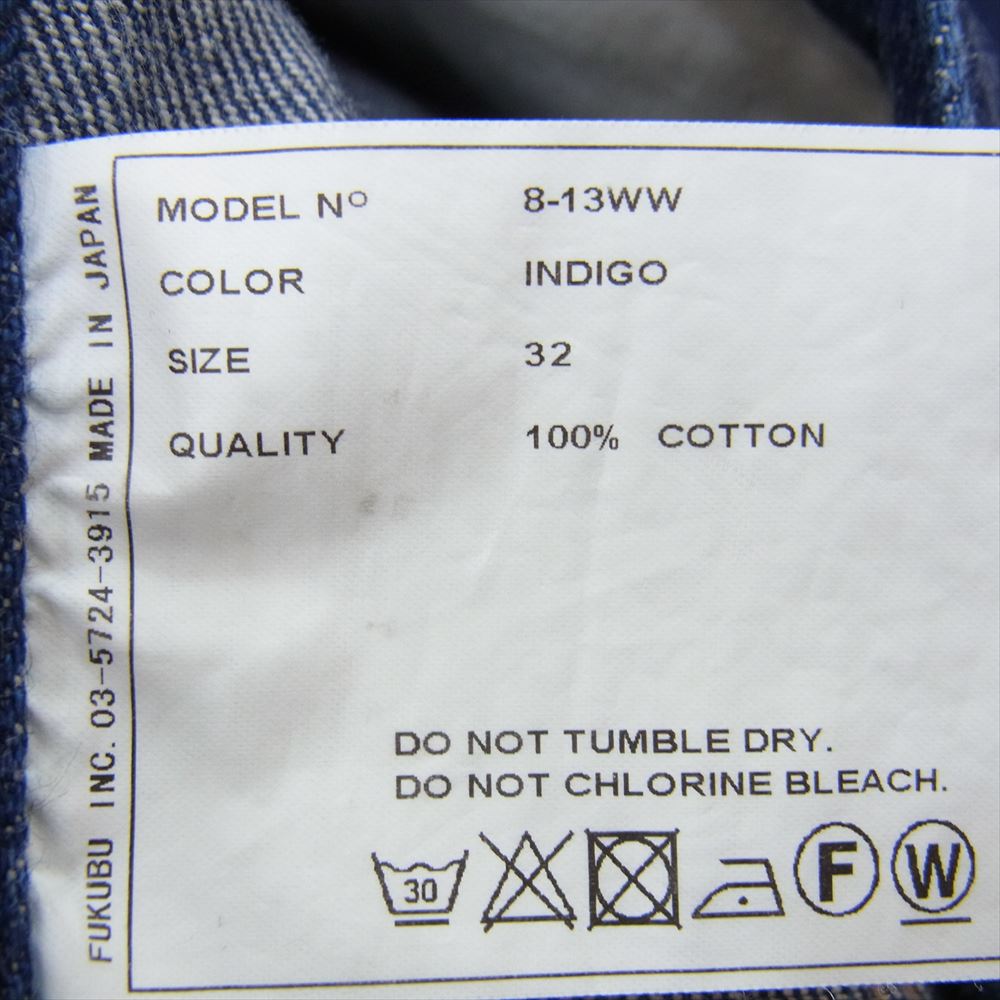 MODEL Nº 8-13WW
COLOR INDIGO
SIZE 32
QUALITY 100% COTTON
DO NOT TUMBLE DRY.
DO NOT CHLORINE BLEACH.
30 F W
FUKUBU INC. 03-5724-3915 MADE IN JAPAN